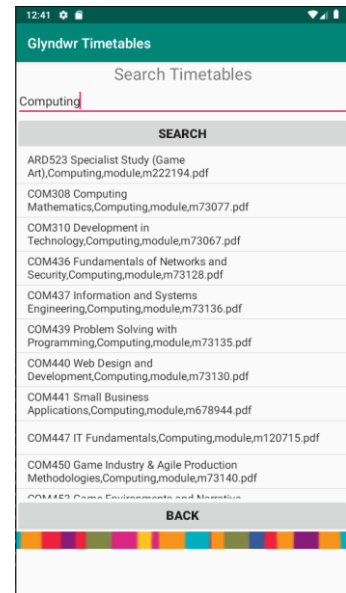 12:41
Glyndwr Timetables
Search Timetables
Computing
SEARCH
ARD523 Specialist Study (Game
Art),Computing,module,m222194.pdf
COM308 Computing
Mathematics,Computing,module,m73077.pdf
COM310 Development in
Technology,Computing,module,m73067.pdf
COM436 Fundamentals of Networks and
Security,Computing,module,m73128.pdf
COM437 Information and Systems
Engineering,Computing,module,m73136.pdf
COM439 Problem Solving with
Programming,Computing,module,m73135.pdf
COM440 Web Design and
Development,Computing,module,m73130.pdf
COM441 Small Business
Applications,Computing,module,m678944.pdf
COM447 IT Fundamentals,Computing,module,m120715.pdf
COM450 Game Industry & Agile Production
Methodologies,Computing,module,m73140.pdf
COM452 Game Environments and Narrative
BACK